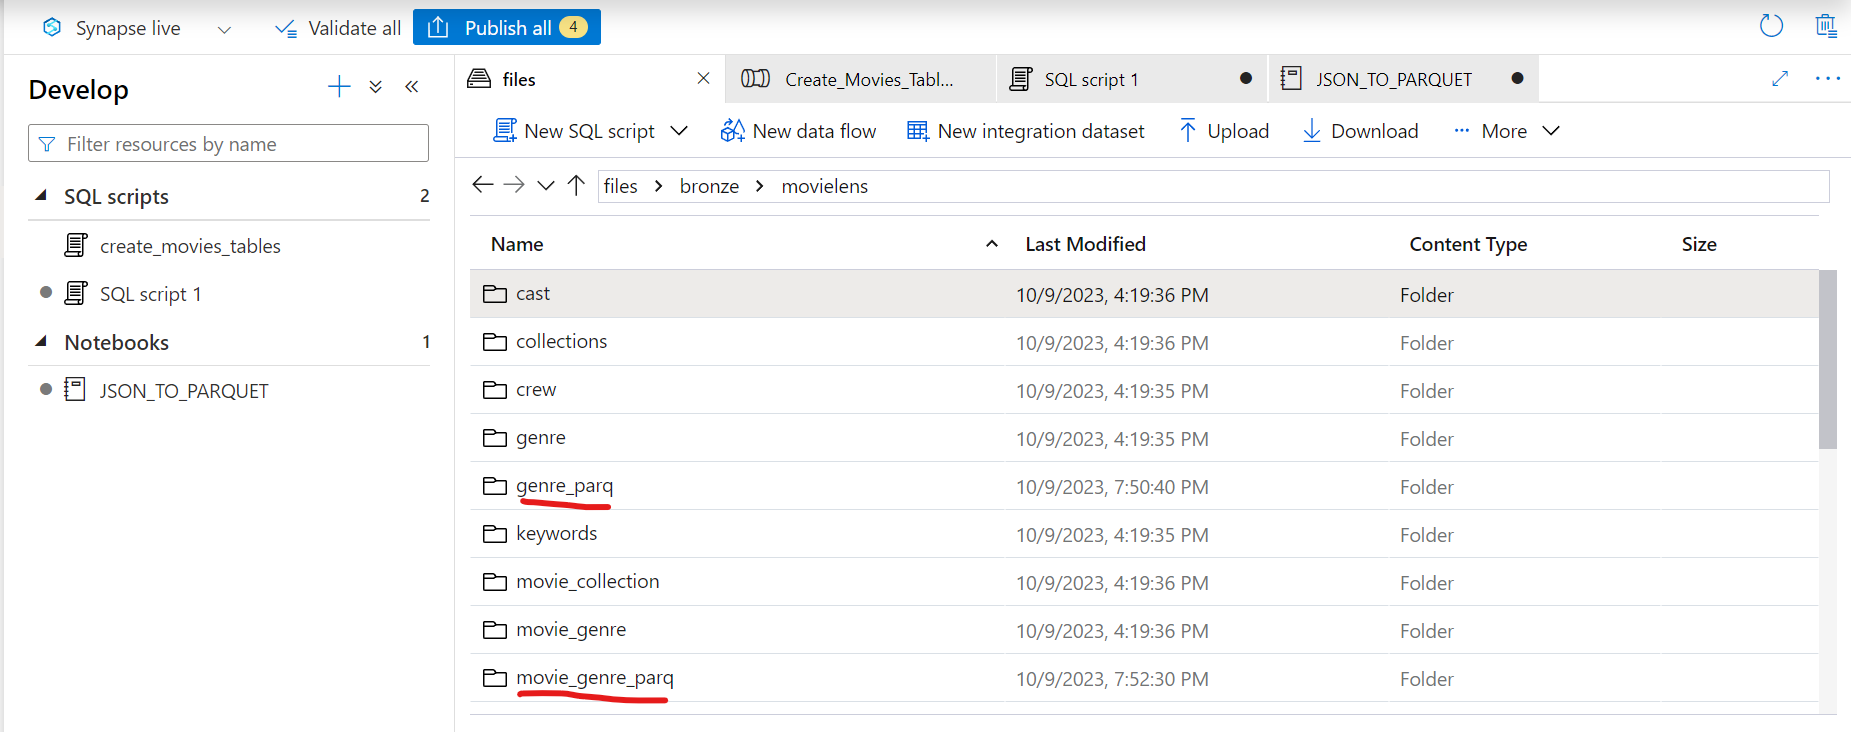 Synapse live Validate all Publish all 4
Develop
Filter resources by name
SQL scripts 2
create_movies_tables
SQL script 1
Notebooks 1
JSON_TO_PARQUET
files Create_Movies_Tabl... SQL script 1 JSON_TO_PARQUET
New SQL script New data flow New integration dataset Upload Download More
files bronze movielens
Name Last Modified Content Type Size
cast 10/9/2023, 4:19:36 PM Folder
collections 10/9/2023, 4:19:36 PM Folder
crew 10/9/2023, 4:19:35 PM Folder
genre 10/9/2023, 4:19:35 PM Folder
genre_parq 10/9/2023, 7:50:40 PM Folder
keywords 10/9/2023, 4:19:35 PM Folder
movie_collection 10/9/2023, 4:19:36 PM Folder
movie_genre 10/9/2023, 4:19:36 PM Folder
movie_genre_parq 10/9/2023, 7:52:30 PM Folder